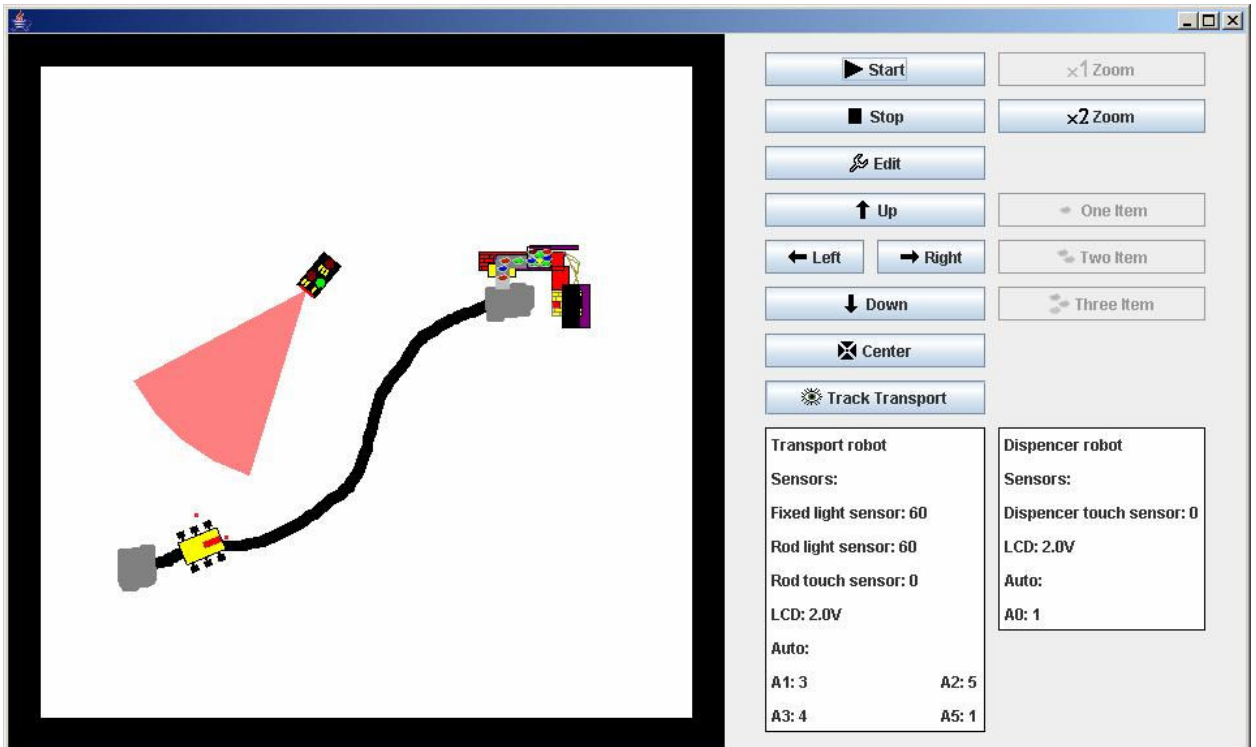 Start
×1 Zoom
Stop
×2 Zoom
Edit
Up
One Item
Left
Right
Two Item
Down
Three Item
Center
Track Transport
Transport robot
Sensors:
Fixed light sensor: 60
Rod light sensor: 60
Rod touch sensor: 0
LCD: 2.0V
Auto:
A1: 3 A2: 5
A3: 4 A5: 1
Dispencer robot
Sensors:
Dispencer touch sensor: 0
LCD: 2.0V
Auto:
A0: 1